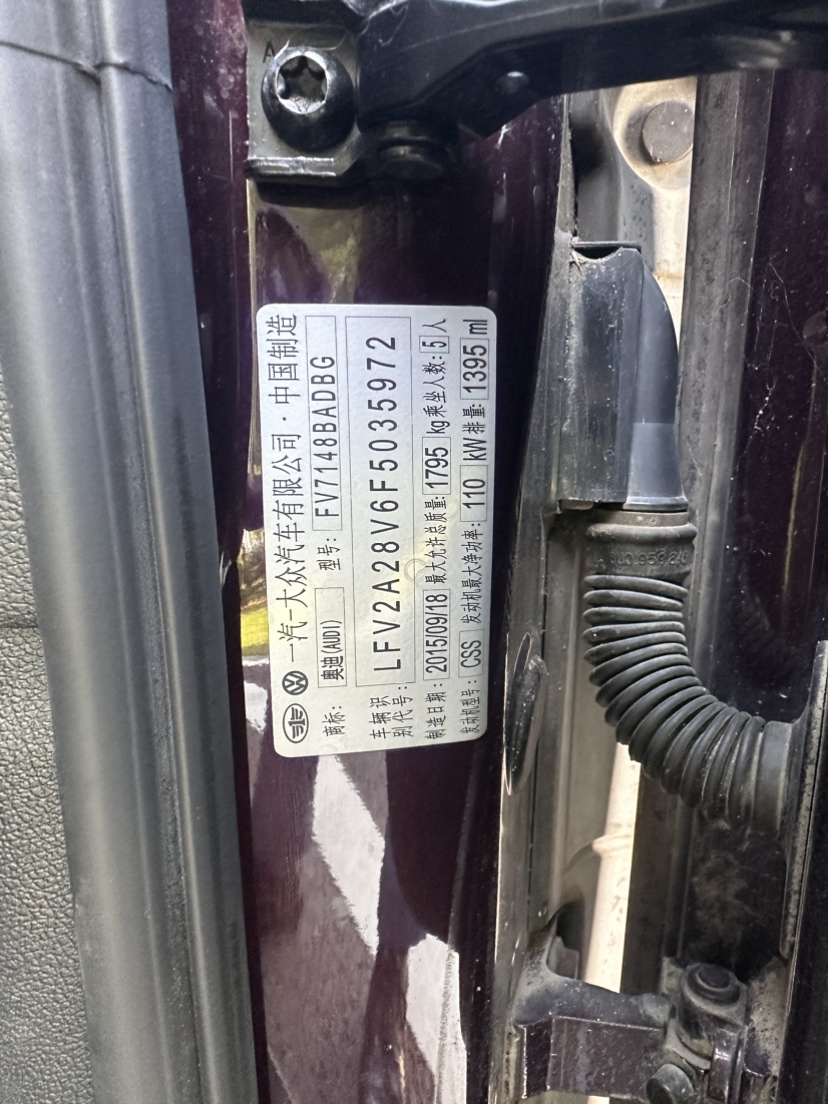 一汽-大众汽车有限公司·中国制造
商标: 奥迪(AUDI) 型号: FV7148BADBG
车辆识别代号: LFV2A28V6F5035972
制造日期: 2015/09/18 最大允许总质量: 1795 kg 乘坐人数: 5 人
发动机型号: CSS 发动机最大净功率: 110 kW 排量: 1395 ml
A